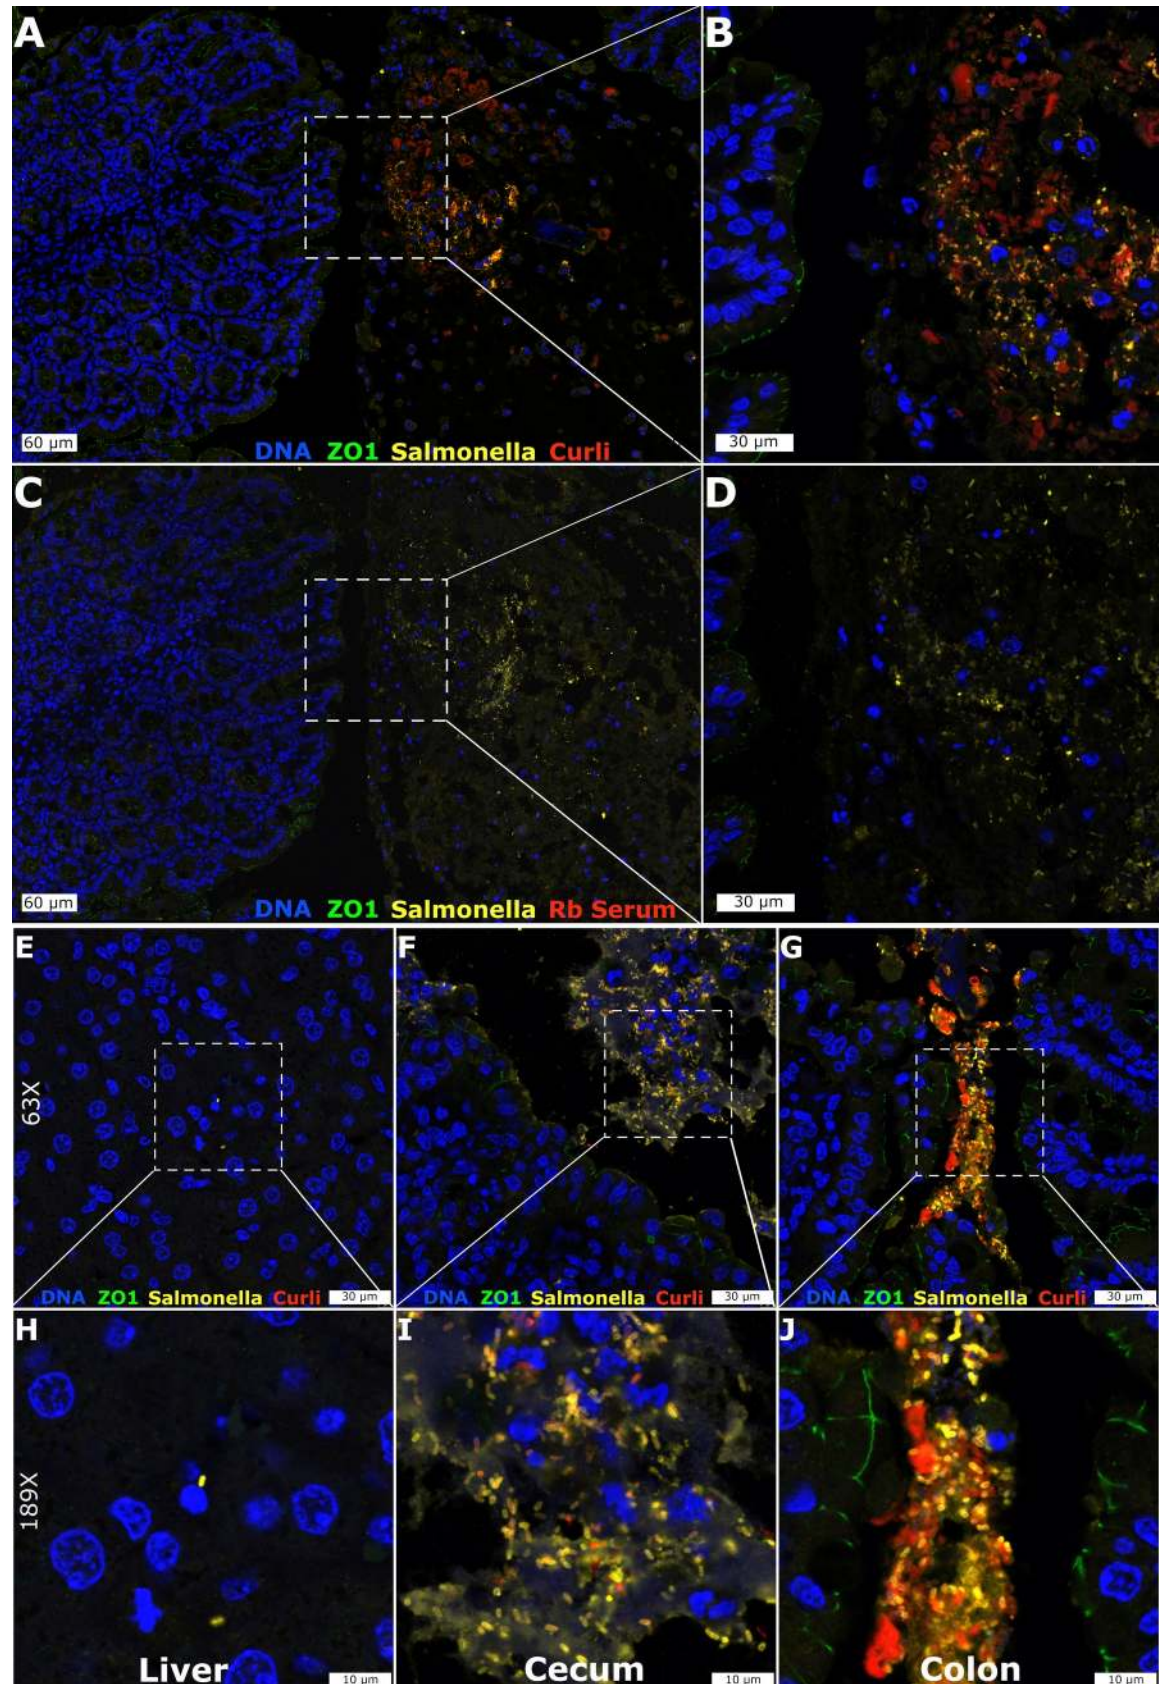 A
B
60 µm
DNA ZO1 Salmonella Curli
30 µm
C
D
60 µm
DNA ZO1 Salmonella Rb Serum
30 µm
E
F
G
63X
DNA ZO1 Salmonella Curli 30 µm
DNA ZO1 Salmonella Curli 30 µm
DNA ZO1 Salmonella Curli 30 µm
H
I
J
189X
Liver 10 µm
Cecum 10 µm
Colon 10 µm